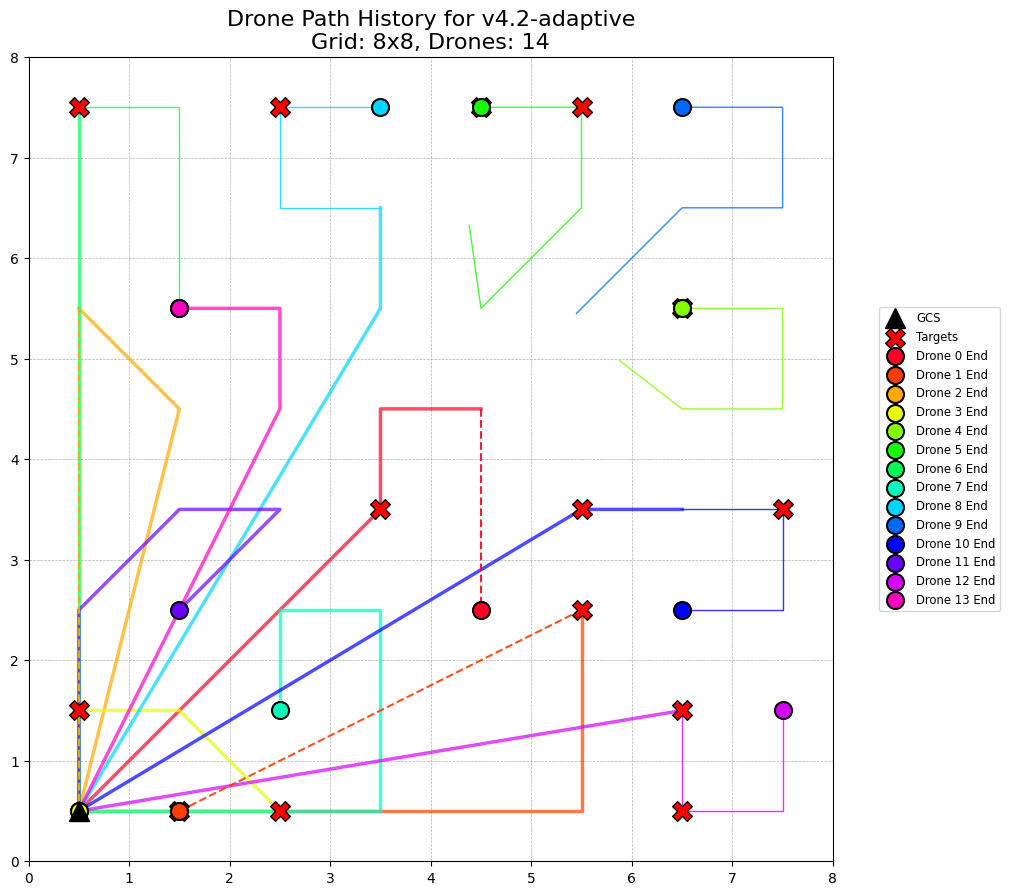 Drone Path History for v4.2-adaptive
Grid: 8x8, Drones: 14
8
7
6
5
4
3
2
1
0
0 1 2 3 4 5 6 7 8
GCS
Targets
Drone 0 End
Drone 1 End
Drone 2 End
Drone 3 End
Drone 4 End
Drone 5 End
Drone 6 End
Drone 7 End
Drone 8 End
Drone 9 End
Drone 10 End
Drone 11 End
Drone 12 End
Drone 13 End